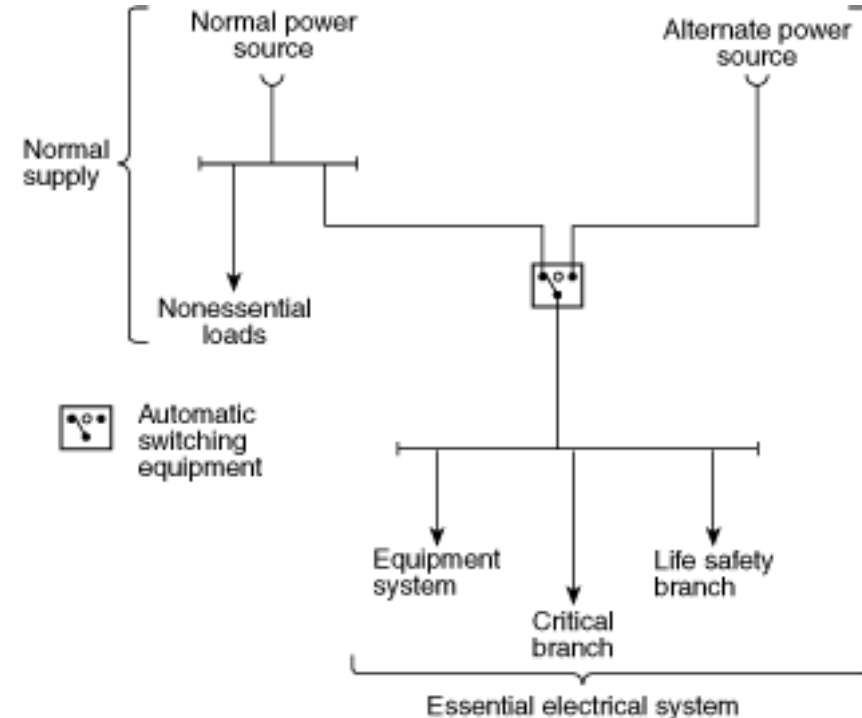 Normal power
source
Alternate power
source
Normal
supply
Nonessential
loads
Automatic
switching
equipment
Equipment
system
Life safety
branch
Critical
branch
Essential electrical system